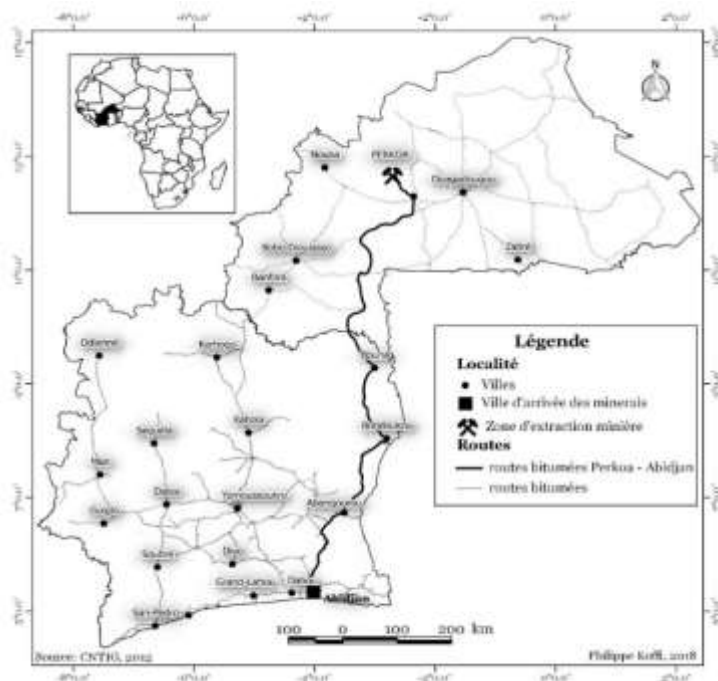 N
Nouna
PERKOA
Ouagadougou
Bobo-Dioulasso
Zabré
Banfora
Odienné
Korhogo
Bouna
Séguéla
Katiola
Bondoukou
Man
Daloa
Yamoussoukro
Abengourou
Soubré
Divo
Grand-Lahou
Dabou
Abidjan
San-Pédro
Légende
Localité
Villes
Ville d'arrivée des minerais
Zone d'extraction minière
Routes
routes bitumées Perkoa - Abidjan
routes bitumées
100 0 100 200 km
Source: CNTIG, 2012
Philippe Koffi, 2018